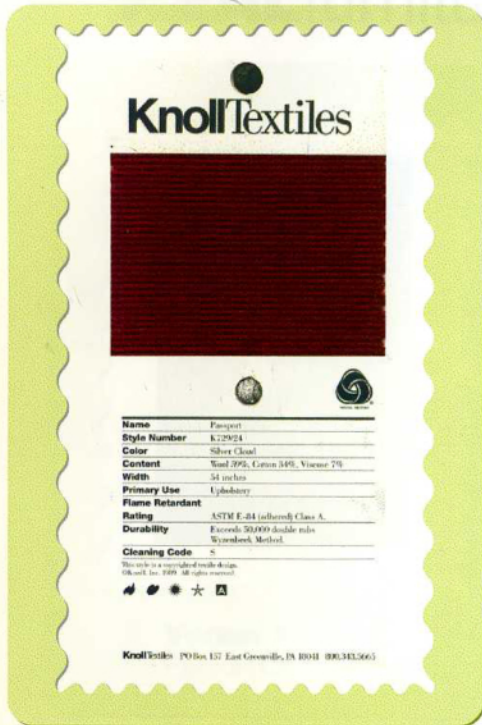 KnollTextiles
Name Passport
Style Number K729/24
Color Silver Cloud
Content Wool 59%, Cotton 34%, Viscose 7%
Width 54 inches
Primary Use Upholstery
Flame Retardant
Rating ASTM E-84 (adhered) Class A.
Durability Exceeds 50,000 double rubs
Wyzenbeek Method.
Cleaning Code S
This style is a copyrighted textile design.
©Knoll, Inc. 1999 All rights reserved.
A
KnollTextiles PO Box 157 East Greenville, PA 18041 800.343.5665